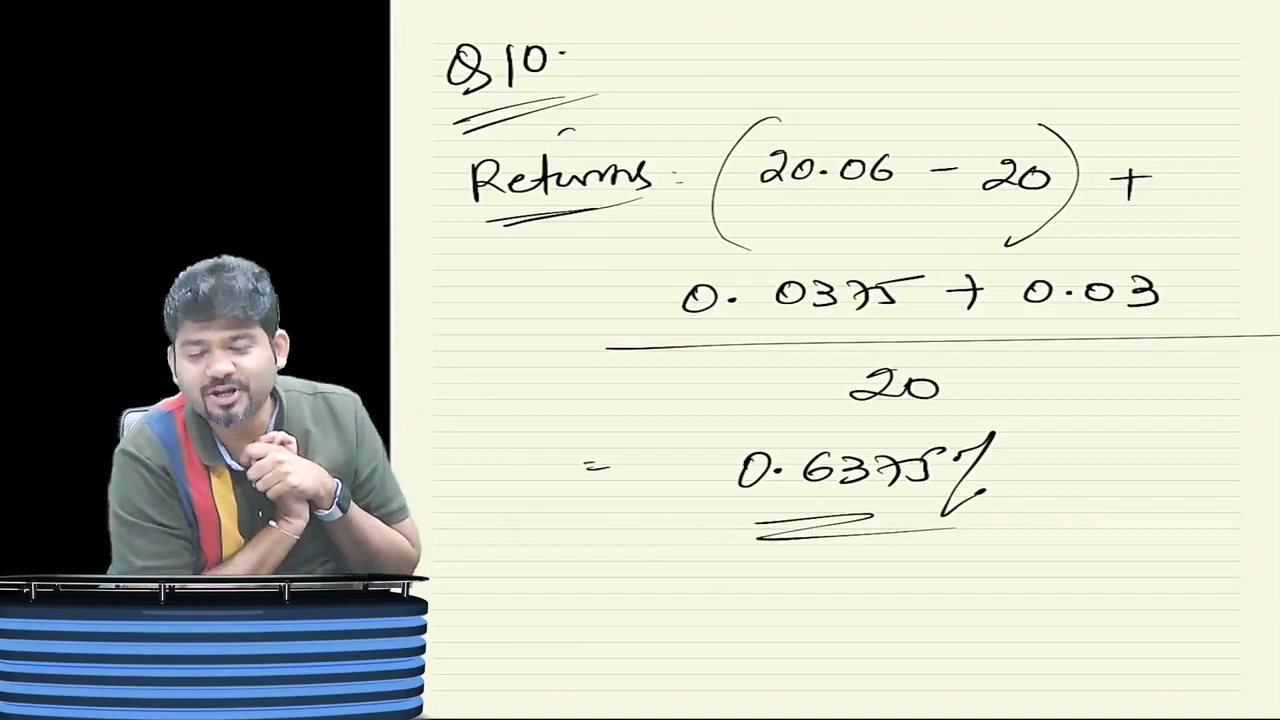 Q10.
Returns: (20.06 - 20) +
0.0375 + 0.03
20
= 0.6375%